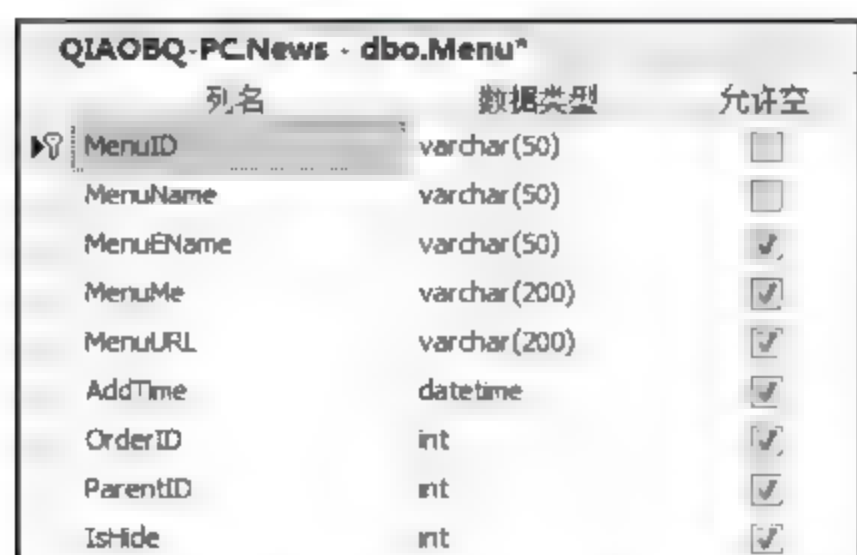 QIAOBQ-PC.News - dbo.Menu*
列名 数据类型 允许空
MenuID varchar(50)
MenuName varchar(50)
MenuEName varchar(50)
MenuMe varchar(200)
MenuURL varchar(200)
AddTime datetime
OrderID int
ParentID int
IsHide int